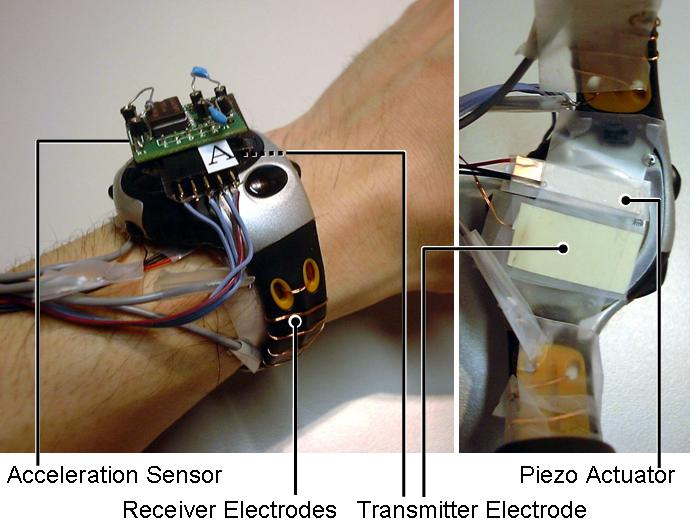 A
Acceleration Sensor
Piezo Actuator
Receiver Electrodes
Transmitter Electrode